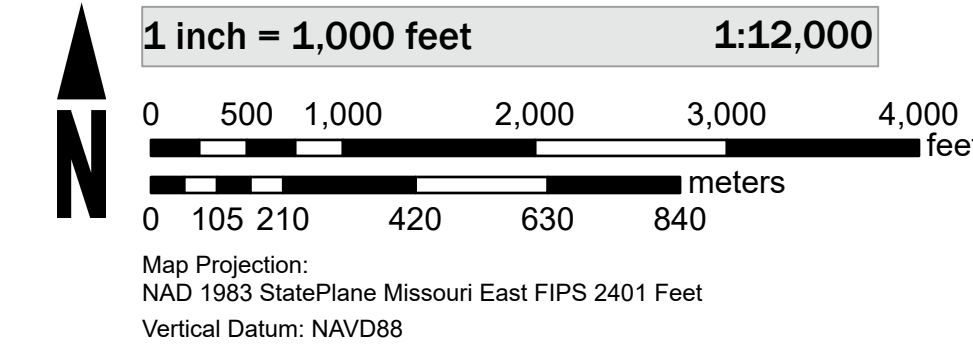 N
1 inch = 1,000 feet 1:12,000
0 500 1,000 2,000 3,000 4,000
feet
meters
0 105 210 420 630 840
Map Projection:
NAD 1983 StatePlane Missouri East FIPS 2401 Feet
Vertical Datum: NAVD88